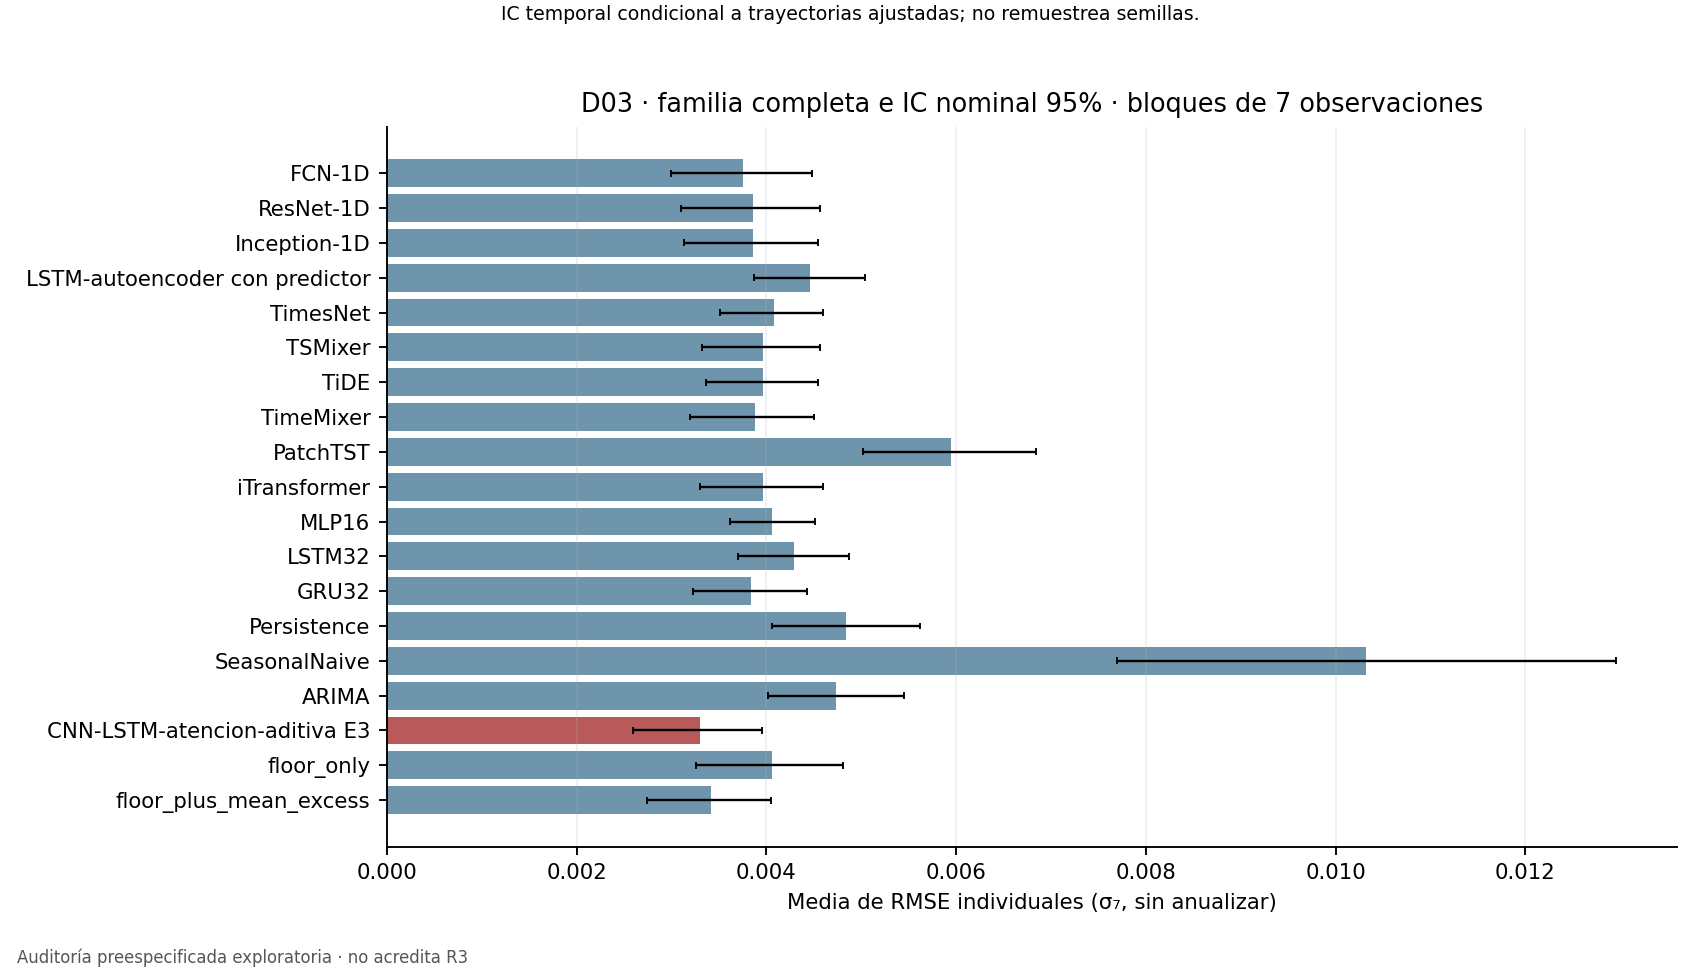 IC temporal condicional a trayectorias ajustadas; no remuestrea semillas.
D03 · familia completa e IC nominal 95% · bloques de 7 observaciones
FCN-1D
ResNet-1D
Inception-1D
LSTM-autoencoder con predictor
TimesNet
TSMixer
TiDE
TimeMixer
PatchTST
iTransformer
MLP16
LSTM32
GRU32
Persistence
SeasonalNaive
ARIMA
CNN-LSTM-atencion-aditiva E3
floor_only
floor_plus_mean_excess
0.000 0.002 0.004 0.006 0.008 0.010 0.012
Media de RMSE individuales (σ₇, sin anualizar)
Auditoría preespecificada exploratoria · no acredita R3